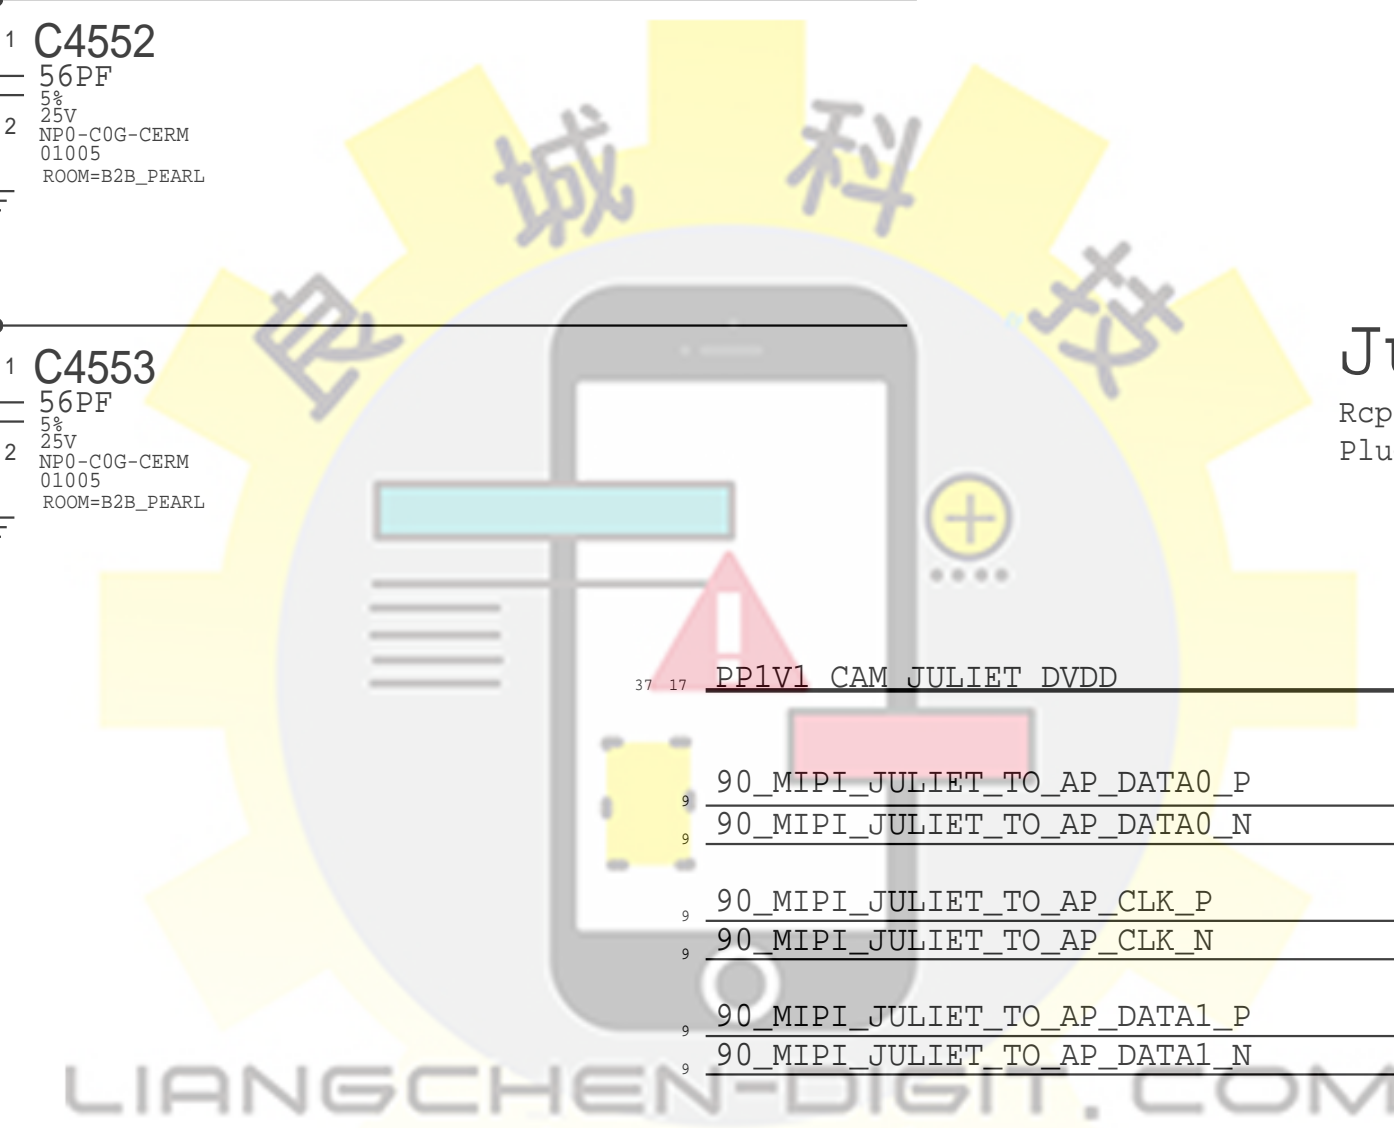 1 C4552
56PF
5%
25V
2 NP0-C0G-CERM
01005
ROOM=B2B_PEARL
良城科技
1 C4553
56PF
5%
25V
2 NP0-C0G-CERM
01005
ROOM=B2B_PEARL
Ju
Rcp
Plu
37 17 PP1V1_CAM_JULIET_DVDD
9 90_MIPI_JULIET_TO_AP_DATA0_P
9 90_MIPI_JULIET_TO_AP_DATA0_N
9 90_MIPI_JULIET_TO_AP_CLK_P
9 90_MIPI_JULIET_TO_AP_CLK_N
9 90_MIPI_JULIET_TO_AP_DATA1_P
9 90_MIPI_JULIET_TO_AP_DATA1_N
LIANGCHEN-DIGIT.COM